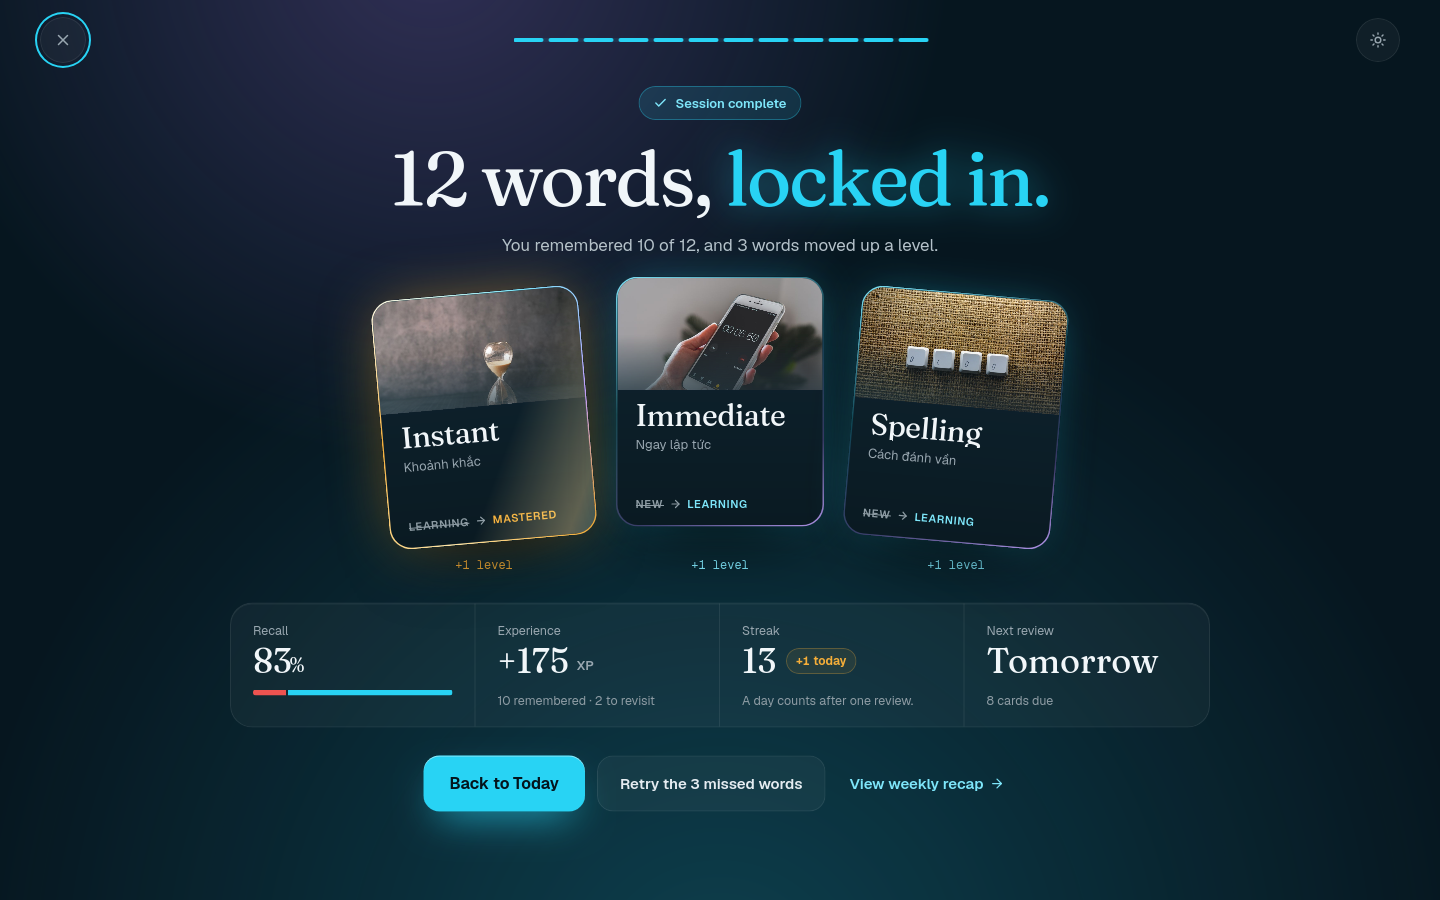 Session complete
12 words, locked in.
You remembered 10 of 12, and 3 words moved up a level.
Instant
Khoảnh khắc
LEARNING → MASTERED
+1 level
Immediate
Ngay lập tức
NEW → LEARNING
+1 level
Spelling
Cách đánh vần
NEW → LEARNING
+1 level
Recall
83%
Experience
+175 XP
10 remembered · 2 to revisit
Streak
13 +1 today
A day counts after one review.
Next review
Tomorrow
8 cards due
Back to Today
Retry the 3 missed words
View weekly recap →